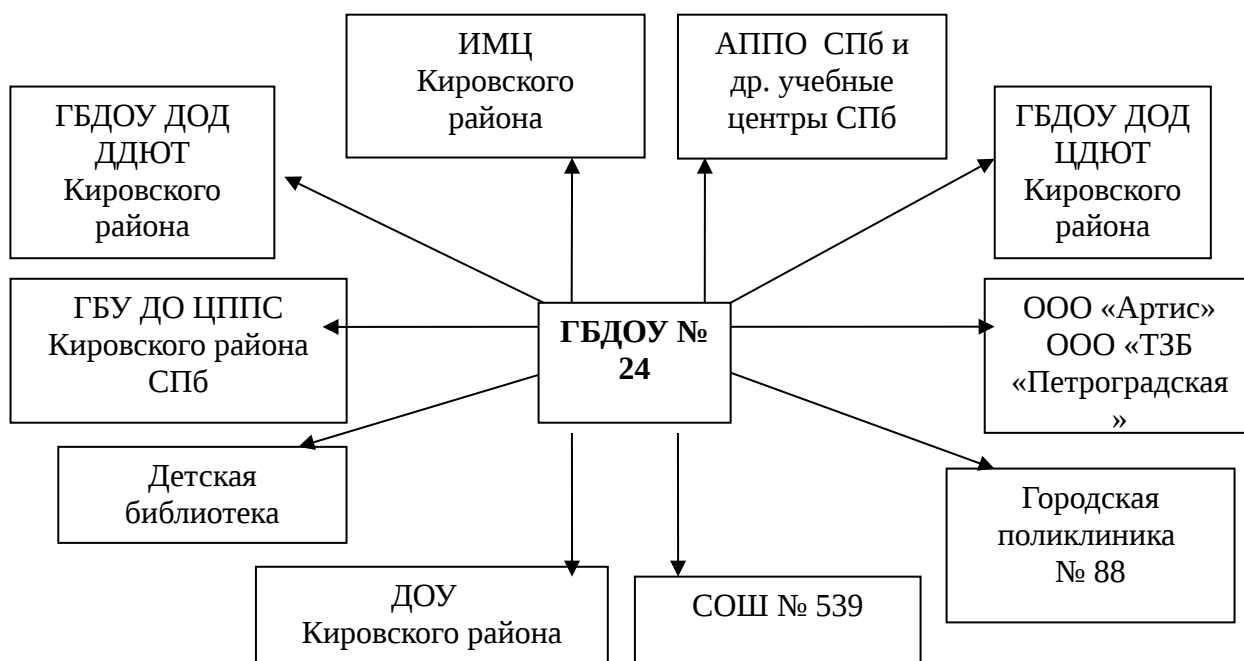 ИМЦ
Кировского
района
АППО СПб и
др. учебные
центры СПб
ГБДОУ ДОД
ДДЮТ
Кировского
района
ГБДОУ ДОД
ЦДЮТ
Кировского
района
ГБУ ДО ЦППС
Кировского района
СПб
ГБДОУ №
24
ООО «Артис»
ООО «ТЗБ
«Петроградская
»
Детская
библиотека
Городская
поликлиника
№ 88
ДОУ
Кировского района
СОШ № 539